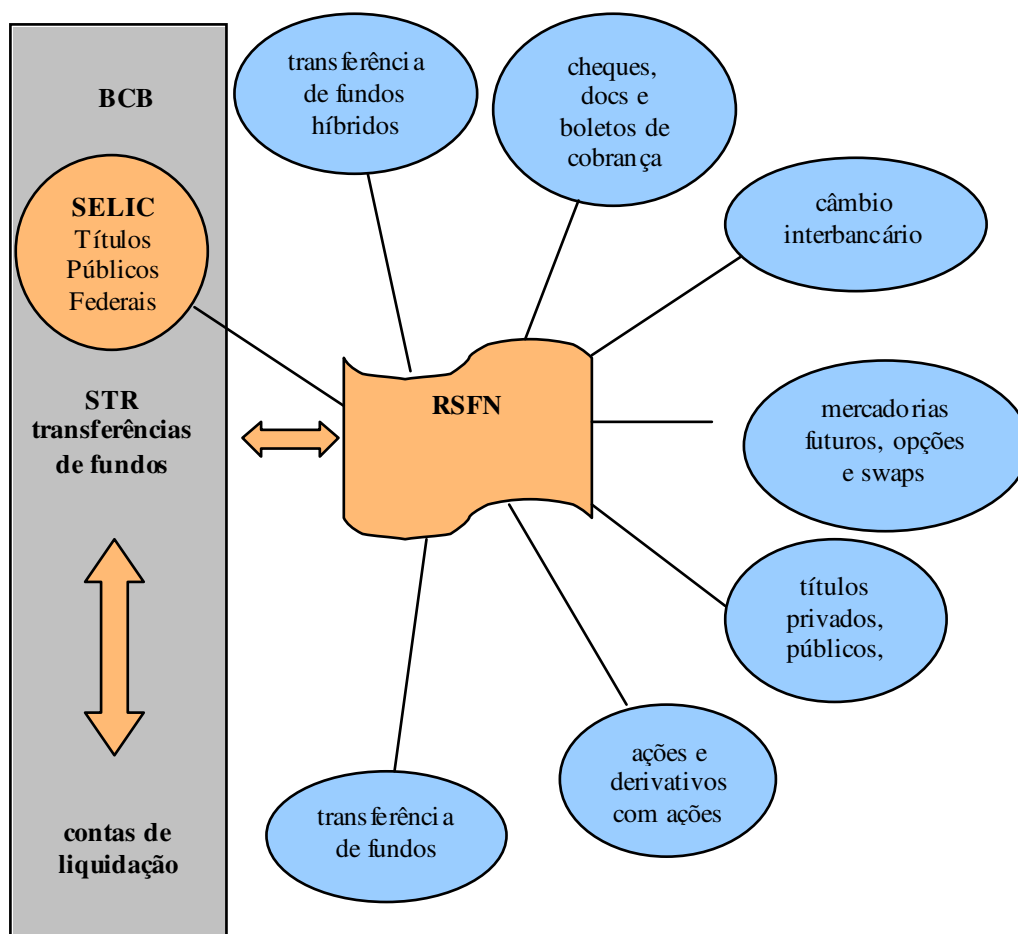 BCB
SELIC
Títulos
Públicos
Federais
STR
transferências
de fundos
contas de
liquidação
transferência
de fundos
híbridos
cheques,
docs e
boletos de
cobrança
câmbio
interbancário
RSFN
mercadorias
futuros, opções
e swaps
títulos
privados,
públicos,
ações e
derivativos
com ações
transferência
de fundos